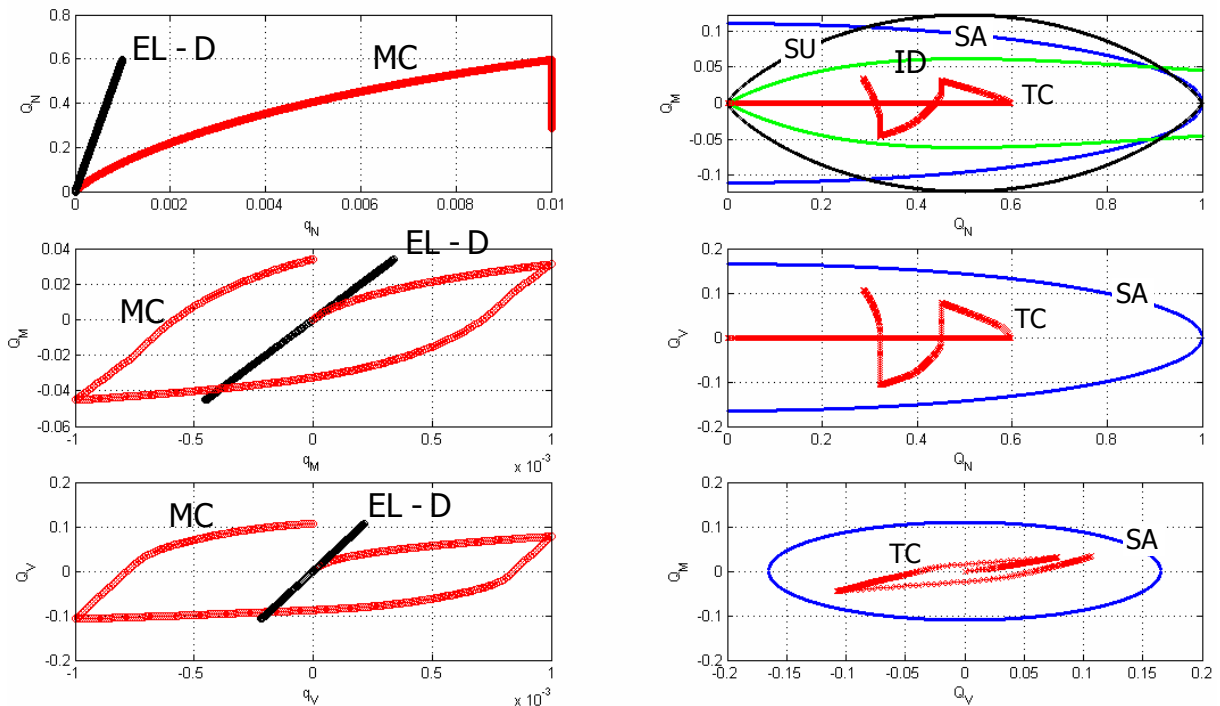 0.8
0.6
0.4
0.2
0
Q_N
EL - D
MC
0 0.002 0.004 0.006 0.008 0.01
q_N
0.1
0.05
0
-0.05
-0.1
Q_M
SU
SA
ID
TC
0 0.2 0.4 0.6 0.8 1
Q_N
0.04
0.02
0
-0.02
-0.04
-0.06
Q_M
EL - D
MC
-1 -0.5 0 0.5 1
x 10^-3
q_M
0.2
0.1
0
-0.1
-0.2
Q_V
SA
TC
0 0.2 0.4 0.6 0.8 1
Q_N
0.2
0.1
0
-0.1
-0.2
Q_V
MC
EL - D
-1 -0.5 0 0.5 1
x 10^-3
q_V
0.2
0.1
0
-0.1
-0.2
Q_M
TC
SA
-0.2 -0.15 -0.1 -0.05 0 0.05 0.1 0.15 0.2
Q_V